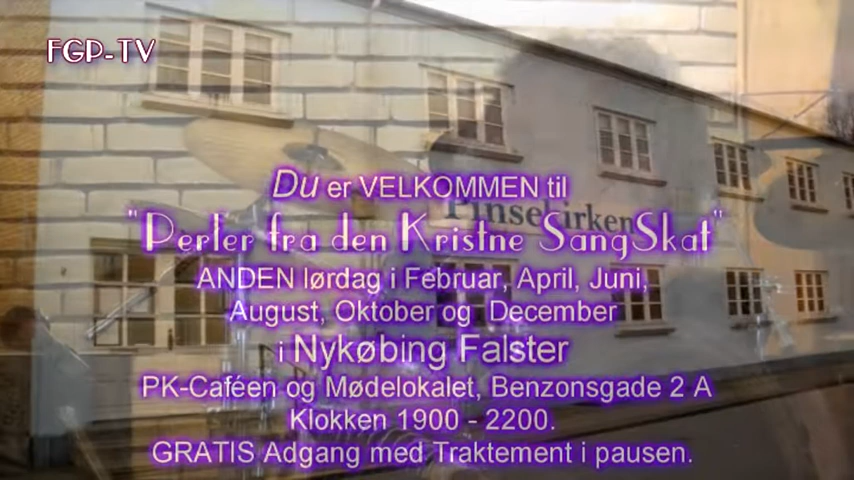 FGP-TV
Du er VELKOMMEN til
Pinsekirken
"Perler fra den Kristne SangSkat"
ANDEN lørdag i Februar, April, Juni,
August, Oktober og December
i Nykøbing Falster
PK-Caféen og Mødelokalet, Benzonsgade 2 A
Klokken 1900 - 2200.
GRATIS Adgang med Traktement i pausen.